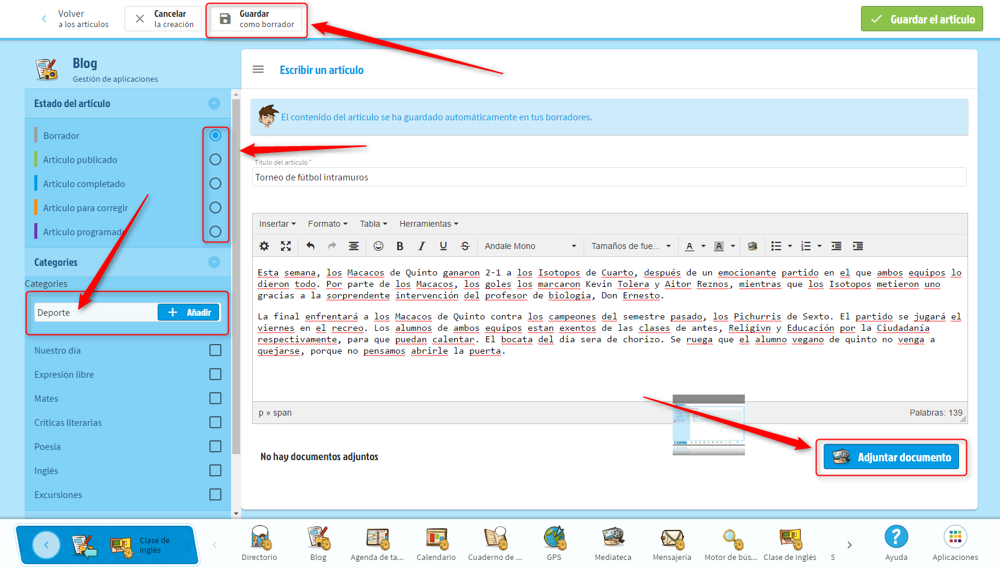 Volver
a los artículos
Cancelar
la creación
Guardar
como borrador
Guardar el artículo
Blog
Gestión de aplicaciones
Escribir un artículo
Estado del artículo
Borrador
Artículo publicado
Artículo completado
Artículo para corregir
Artículo programado
Categories
Categories
Deporte
Añadir
Nuestro día
Expresión libre
Mates
Críticas literarias
Poesia
Inglés
Excursiones
El contenido del artículo se ha guardado automáticamente en tus borradores.
Título del artículo *
Torneo de fútbol intramuros
Insertar Formato Tabla Herramientas
Andale Mono Tamaños de fue...
Esta semana, los Macacos de Quinto ganaron 2-1 a los Isotopos de Cuarto, después de un emocionante partido en el que ambos equipos lo
dieron todo. Por parte de los Macacos, los goles los marcaron Kevin Tolera y Aitor Reznos, mientras que los Isotopos metieron uno
gracias a la sorprendente intervención del profesor de biologia, Don Ernesto.
La final enfrentará a los Macacos de Quinto contra los campeones del semestre pasado, los Pichurris de Sexto. El partido se jugará el
viernes en el recreo. Los alumnos de ambos equipos estan exentos de las clases de antes, Religivn y Educación por la Ciudadanía
respectivamente, para que puedan calentar. El bocata del dia sera de chorizo. Se ruega que el alumno vegano de quinto no venga a
quejarse, porque no pensamos abrirle la puerta.
p » span
Palabras: 139
No hay documentos adjuntos
Adjuntar documento
Clase de
inglés
Directorio
Blog
Agenda de ta...
Calendario
Cuaderno de ...
GPS
Mediateca
Mensajería
Motor de bús...
Clase de inglés
S
Ayuda
Aplicaciones